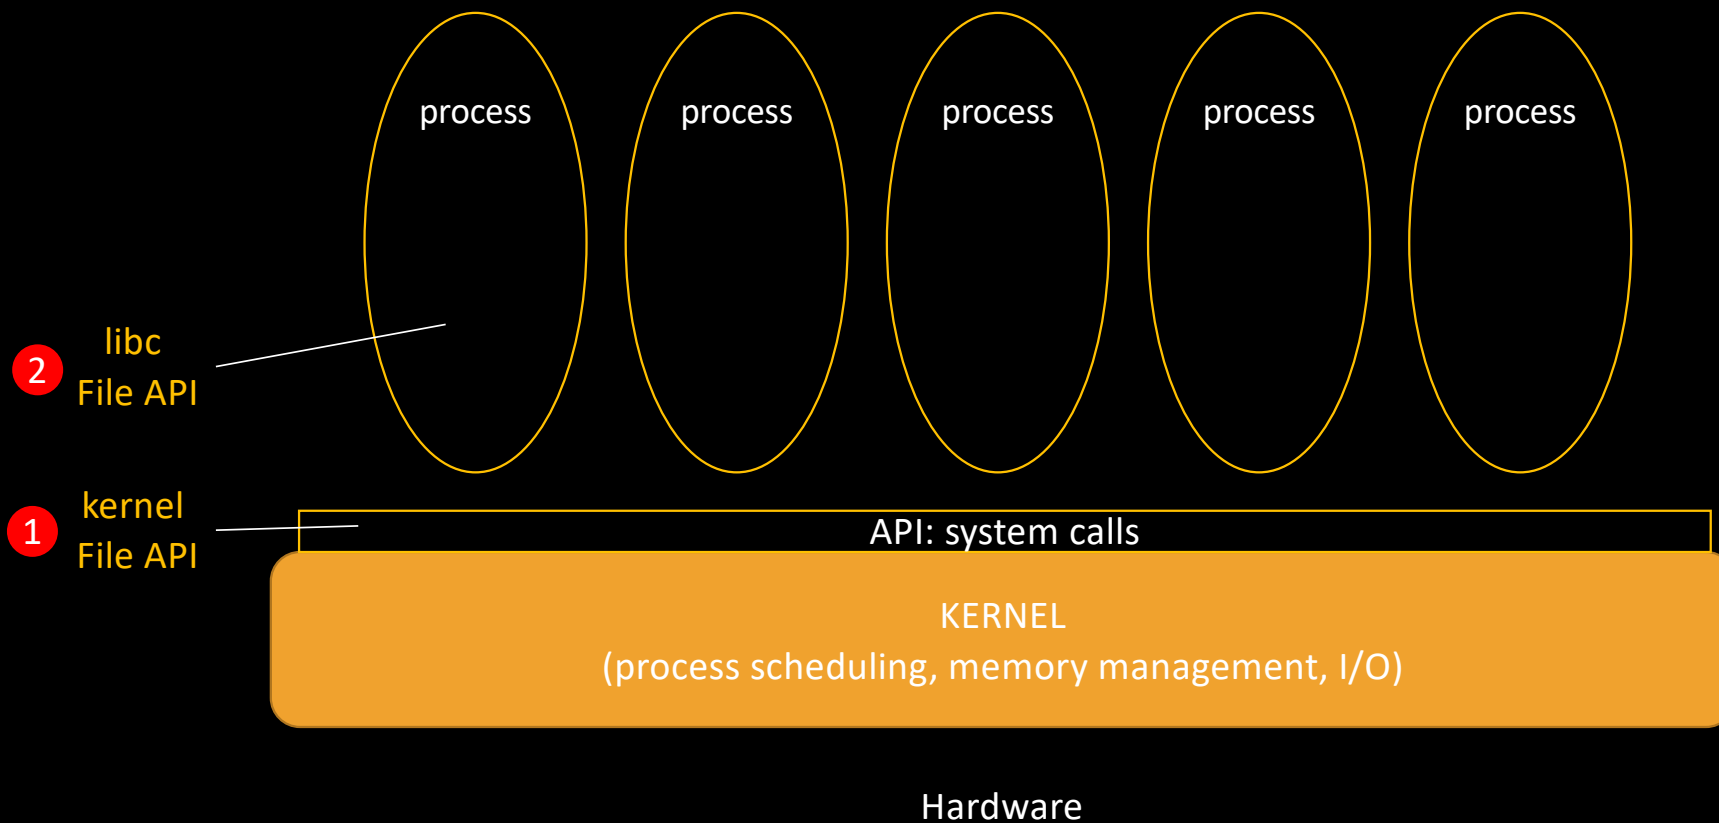 process
process
process
process
process
2
libc
File API
1
kernel
File API
API: system calls
KERNEL
(process scheduling, memory management, I/O)
Hardware